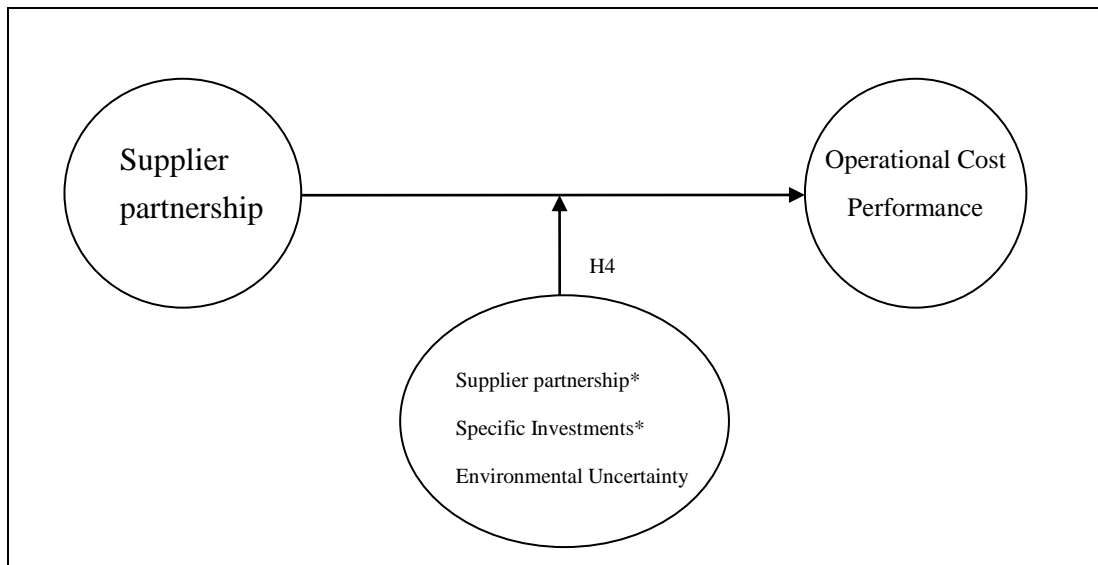 Supplier
partnership
Operational Cost
Performance
H4
Supplier partnership*
Specific Investments*
Environmental Uncertainty